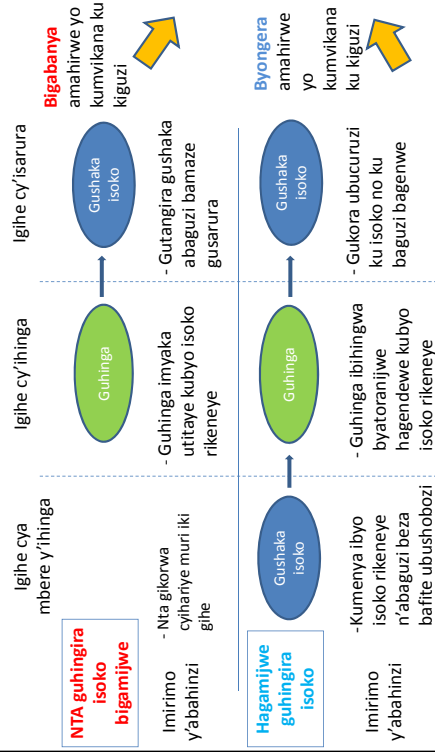 Igihe cya
mbere y'ihinga
Igihe cy'ihinga
Igihe cy'isarura
NTA guhingira
isoko
bigamijwe
Guhinga
Gushaka
isoko
Bigabanya
amahirwe yo
kumvikana ku
kiguzi
Imirimo
y'abahinzi
- Nta gikorwa
cyihariye muri iki
gihe
- Guhinga imyaka
utitaye kubyo isoko
rikeneye
- Gutangira gushaka
abaguzi bamaze
gusarura
Hagamijwe
guhingira
isoko
Gushaka
isoko
Guhinga
Gushaka
isoko
Byongera
amahirwe
yo
kumvikana
ku kiguzi
Imirimo
y'abahinzi
- Kumenya ibyo
isoko rikeneye
n'abaguzi beza
bafite ubushobozi
- Guhinga ibihingwa
byatoranijwe
hagendewe kubyo
isoko rikeneye
- Gukora ubucuruzi
ku isoko no ku
baguzi bagenwe